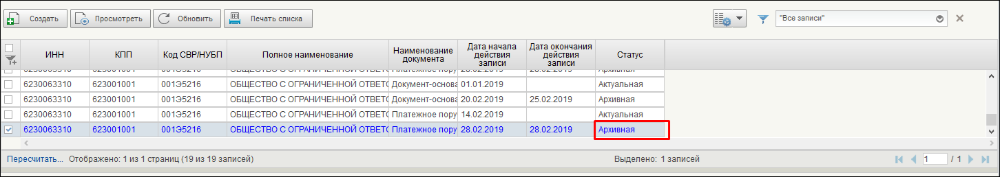 Создать Просмотреть Обновить Печать списка "Все записи"
ИНН КПП Код СВР/НУБП Полное наименование Наименование документа Дата начала действия записи Дата окончания действия записи Статус
6230063310 623001001 001Э5216 ОБЩЕСТВО С ОГРАНИЧЕННОЙ ОТВЕТС Платежное пору 28.02.2019 Архивная
6230063310 623001001 001Э5216 ОБЩЕСТВО С ОГРАНИЧЕННОЙ ОТВЕТС Документ-основа 01.01.2019 Актуальная
6230063310 623001001 001Э5216 ОБЩЕСТВО С ОГРАНИЧЕННОЙ ОТВЕТС Документ-основа 20.02.2019 25.02.2019 Архивная
6230063310 623001001 001Э5216 ОБЩЕСТВО С ОГРАНИЧЕННОЙ ОТВЕТС Платежное пору 14.02.2019 Актуальная
6230063310 623001001 001Э5216 ОБЩЕСТВО С ОГРАНИЧЕННОЙ ОТВЕТС Платежное пору 28.02.2019 28.02.2019 Архивная
Пересчитать... Отображено: 1 из 1 страниц (19 из 19 записей) Выделено: 1 записей 1 / 1